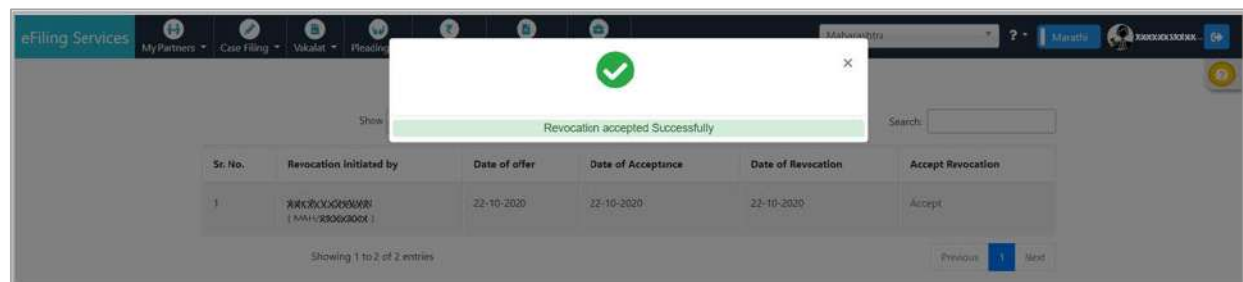 eFiling Services My Partners Case Filing Vakalat Pleading Maharashtra ? Marathi
Revocation accepted Successfully
Show Search:
Sr. No. Revocation initiated by Date of offer Date of Acceptance Date of Revocation Accept Revocation
1 22-10-2020 22-10-2020 22-10-2020 Accept
( MAH/
Showing 1 to 2 of 2 entries Previous 1 Next